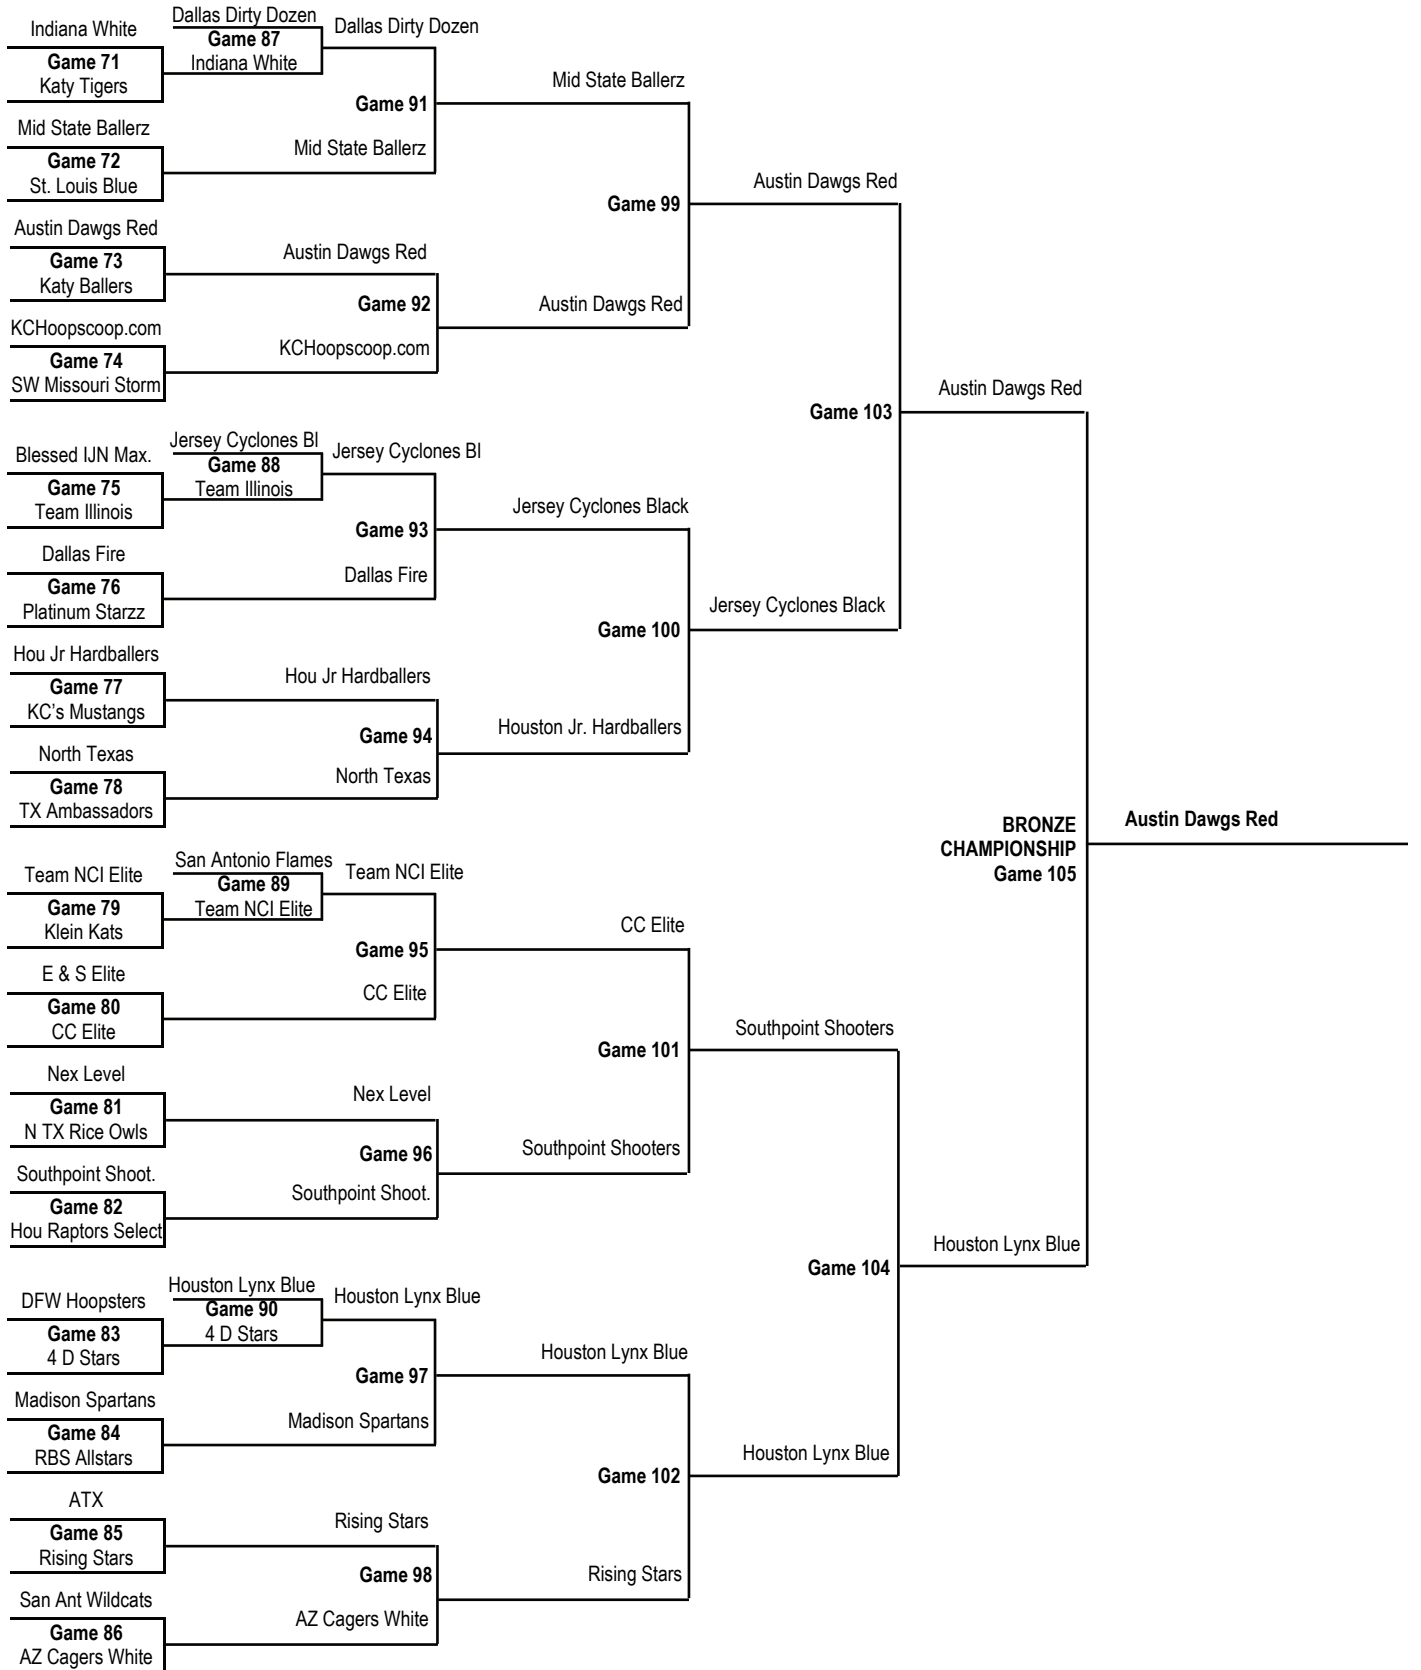 Indiana White
Game 71
Katy Tigers
Mid State Ballerz
Game 72
St. Louis Blue
Austin Dawgs Red
Game 73
Katy Ballers
KCHoopscoop.com
Game 74
SW Missouri Storm
Blessed IJN Max.
Game 75
Team Illinois
Dallas Fire
Game 76
Platinum Starzz
Hou Jr Hardballers
Game 77
KC's Mustangs
North Texas
Game 78
TX Ambassadors
Team NCI Elite
Game 79
Klein Kats
E & S Elite
Game 80
CC Elite
Nex Level
Game 81
N TX Rice Owls
Southpoint Shoot.
Game 82
Hou Raptors Select
DFW Hoopsters
Game 83
4 D Stars
Madison Spartans
Game 84
RBS Allstars
ATX
Game 85
Rising Stars
San Ant Wildcats
Game 86
AZ Cagers White
Dallas Dirty Dozen
Game 87
Indiana White
Jersey Cyclones Bl
Game 88
Team Illinois
San Antonio Flames
Game 89
Team NCI Elite
Houston Lynx Blue
Game 90
4 D Stars
Dallas Dirty Dozen
Game 91
Mid State Ballerz
Austin Dawgs Red
Game 92
KCHoopscoop.com
Jersey Cyclones Bl
Game 93
Dallas Fire
Hou Jr Hardballers
Game 94
North Texas
Team NCI Elite
Game 95
CC Elite
Nex Level
Game 96
Southpoint Shoot.
Houston Lynx Blue
Game 97
Madison Spartans
Rising Stars
Game 98
AZ Cagers White
Mid State Ballerz
Game 99
Austin Dawgs Red
Jersey Cyclones Black
Game 100
Houston Jr. Hardballers
CC Elite
Game 101
Southpoint Shooters
Houston Lynx Blue
Game 102
Rising Stars
Austin Dawgs Red
Game 103
Jersey Cyclones Black
Southpoint Shooters
Game 104
Houston Lynx Blue
Austin Dawgs Red
BRONZE
CHAMPIONSHIP
Game 105
Houston Lynx Blue
Austin Dawgs Red